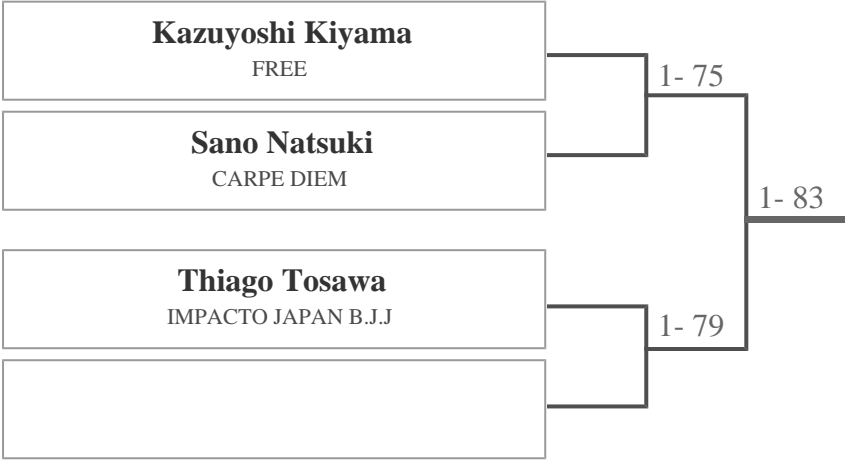 Kazuyoshi Kiyama
FREE
1- 75
Sano Natsuki
CARPE DIEM
1- 83
Thiago Tosawa
IMPACTO JAPAN B.J.J
1- 79